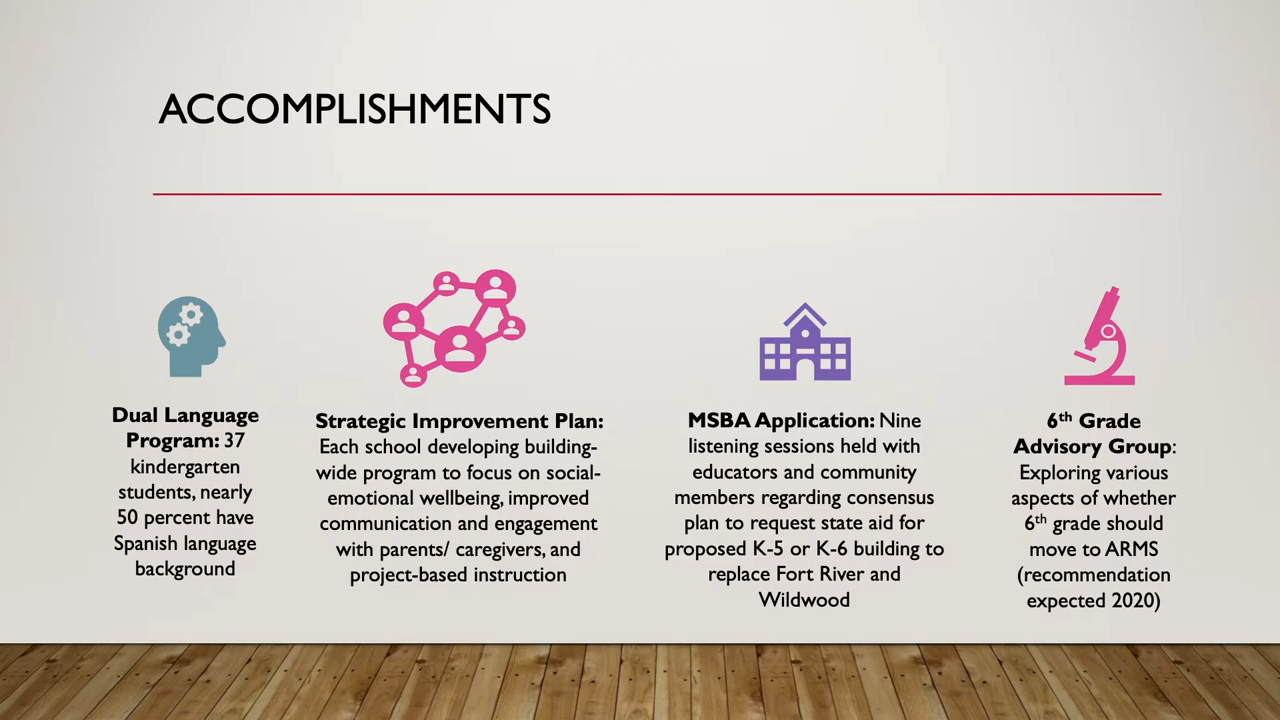 ACCOMPLISHMENTS
Dual Language
Program: 37
kindergarten
students, nearly
50 percent have
Spanish language
background
Strategic Improvement Plan:
Each school developing building-
wide program to focus on social-
emotional wellbeing, improved
communication and engagement
with parents/ caregivers, and
project-based instruction
MSBA Application: Nine
listening sessions held with
educators and community
members regarding consensus
plan to request state aid for
proposed K-5 or K-6 building to
replace Fort River and
Wildwood
6th Grade
Advisory Group:
Exploring various
aspects of whether
6th grade should
move to ARMS
(recommendation
expected 2020)